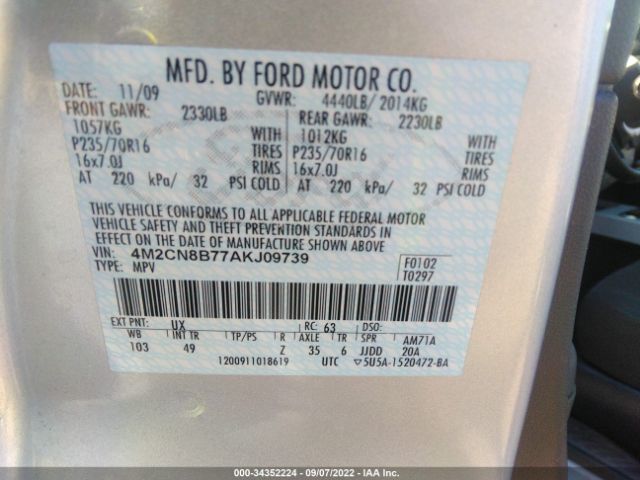 MFD. BY FORD MOTOR CO.
DATE: 11/09 GVWR: 4440LB/ 2014KG
FRONT GAWR: 2330LB REAR GAWR: 2230LB
1057KG WITH 1012KG WITH
P235/70R16 TIRES P235/70R16 TIRES
16x7.0J RIMS 16x7.0J RIMS
AT 220 kPa/ 32 PSI COLD AT 220 kPa/ 32 PSI COLD
THIS VEHICLE CONFORMS TO ALL APPLICABLE FEDERAL MOTOR
VEHICLE SAFETY AND THEFT PREVENTION STANDARDS IN
EFFECT ON THE DATE OF MANUFACTURE SHOWN ABOVE
VIN: 4M2CN8B77AKJ09739 F0102
TYPE: MPV T0297
EXT PNT: UX RC: 63 DSO:
WB INT TR TP/PS R AXLE TR SPR AM71A
103 49 Z 35 6 JJDD 20A
1200911018619 UTC ▽5U5A-1520472-BA
000-34352224 - 09/07/2022 - IAA Inc.